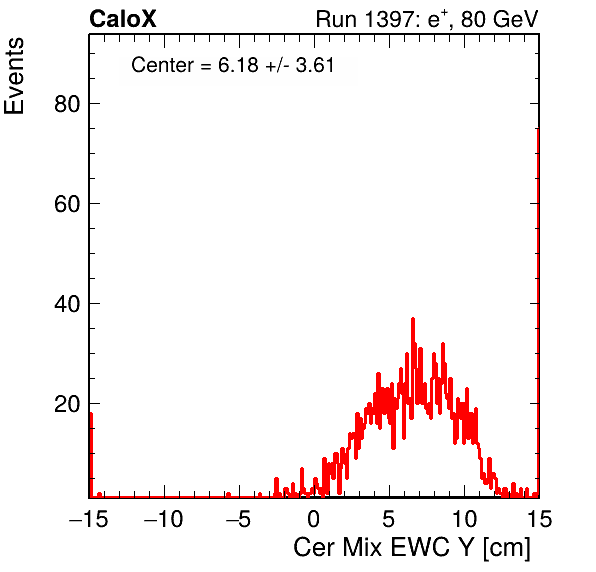 CaloX Run 1397: e⁺, 80 GeV
Center = 6.18 +/- 3.61
Events
80
60
40
20
−15 −10 −5 0 5 10 15
Cer Mix EWC Y [cm]